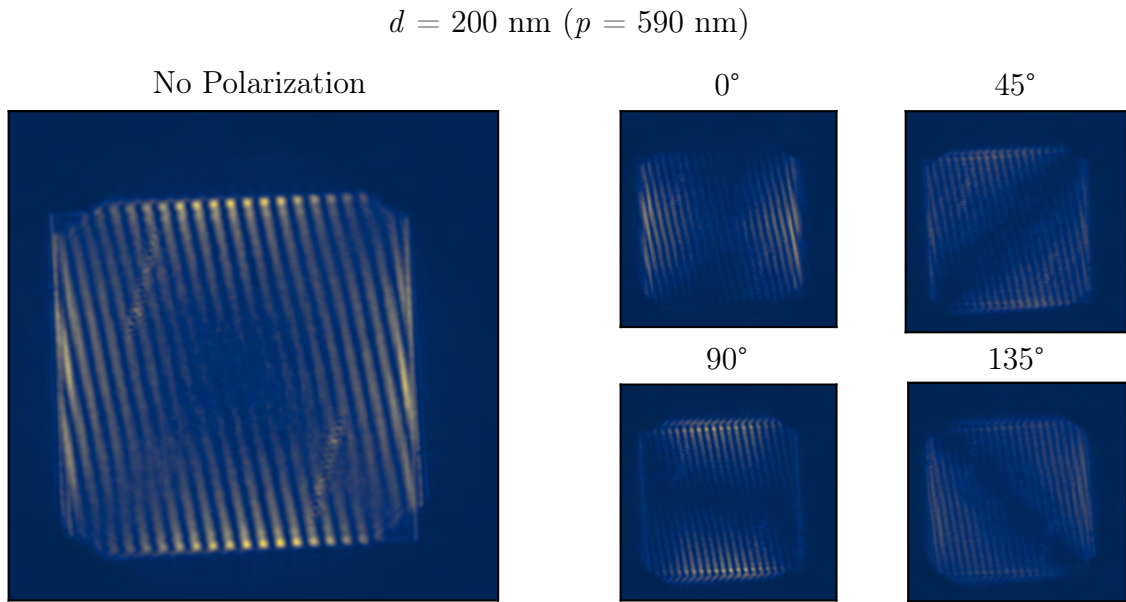 d = 200 nm (p = 590 nm)
No Polarization
0°
45°
90°
135°